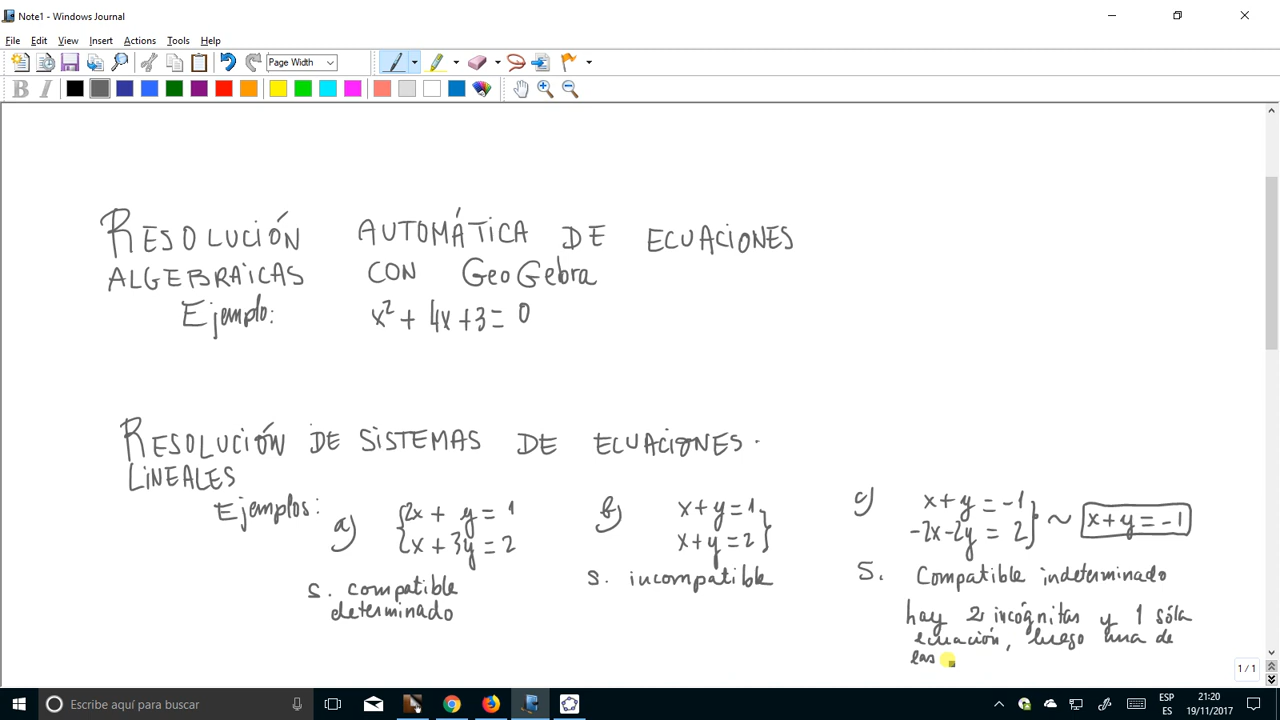 Note1 - Windows Journal
File Edit View Insert Actions Tools Help
Page Width
B I
RESOLUCIÓN AUTOMÁTICA DE ECUACIONES
ALGEBRAICAS CON GeoGebra
Ejemplo: x² + 4x + 3 = 0
RESOLUCIÓN DE SISTEMAS DE ECUACIONES.
LINEALES
Ejemplos:
a) { 2x + y = 1
x + 3y = 2
s. compatible
determinado
b) x + y = 1
x + y = 2 }
s. incompatible
c) x + y = -1
-2x - 2y = 2 } ~ x + y = -1
S. Compatible indeterminado
hay 2 incógnitas y 1 sóla
ecuación, luego una de
las
1 / 1
Escribe aquí para buscar
ESP
ES
21:20
19/11/2017